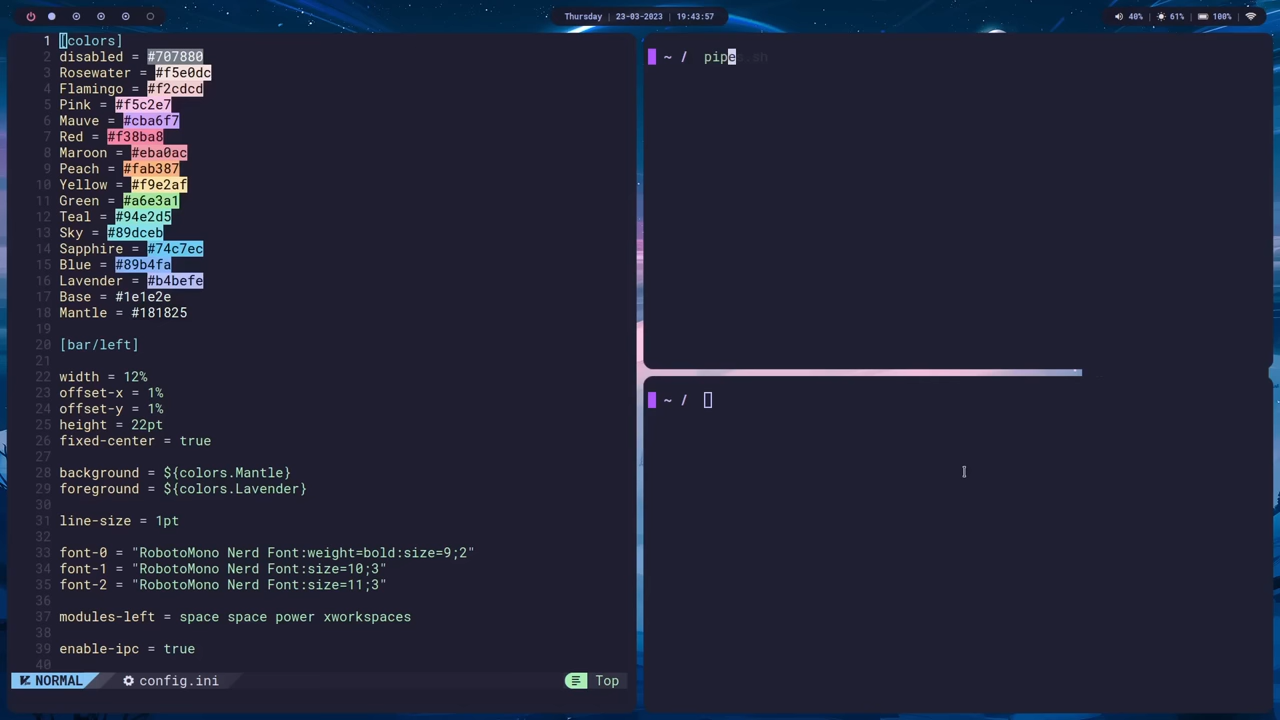 Thursday | 23-03-2023 | 19:43:57
40% | 61% | 100% |
1 [colors]
2 disabled = #707880
3 Rosewater = #f5e0dc
4 Flamingo = #f2cdcd
5 Pink = #f5c2e7
6 Mauve = #cba6f7
7 Red = #f38ba8
8 Maroon = #eba0ac
9 Peach = #fab387
10 Yellow = #f9e2af
11 Green = #a6e3a1
12 Teal = #94e2d5
13 Sky = #89dceb
14 Sapphire = #74c7ec
15 Blue = #89b4fa
16 Lavender = #b4befe
17 Base = #1e1e2e
18 Mantle = #181825
19
20 [bar/left]
21
22 width = 12%
23 offset-x = 1%
24 offset-y = 1%
25 height = 22pt
26 fixed-center = true
27
28 background = ${colors.Mantle}
29 foreground = ${colors.Lavender}
30
31 line-size = 1pt
32
33 font-0 = "RobotoMono Nerd Font:weight=bold:size=9;2"
34 font-1 = "RobotoMono Nerd Font:size=10;3"
35 font-2 = "RobotoMono Nerd Font:size=11;3"
36
37 modules-left = space space power xworkspaces
38
39 enable-ipc = true
40
NORMAL config.ini Top
~ / pipes.sh
~ /